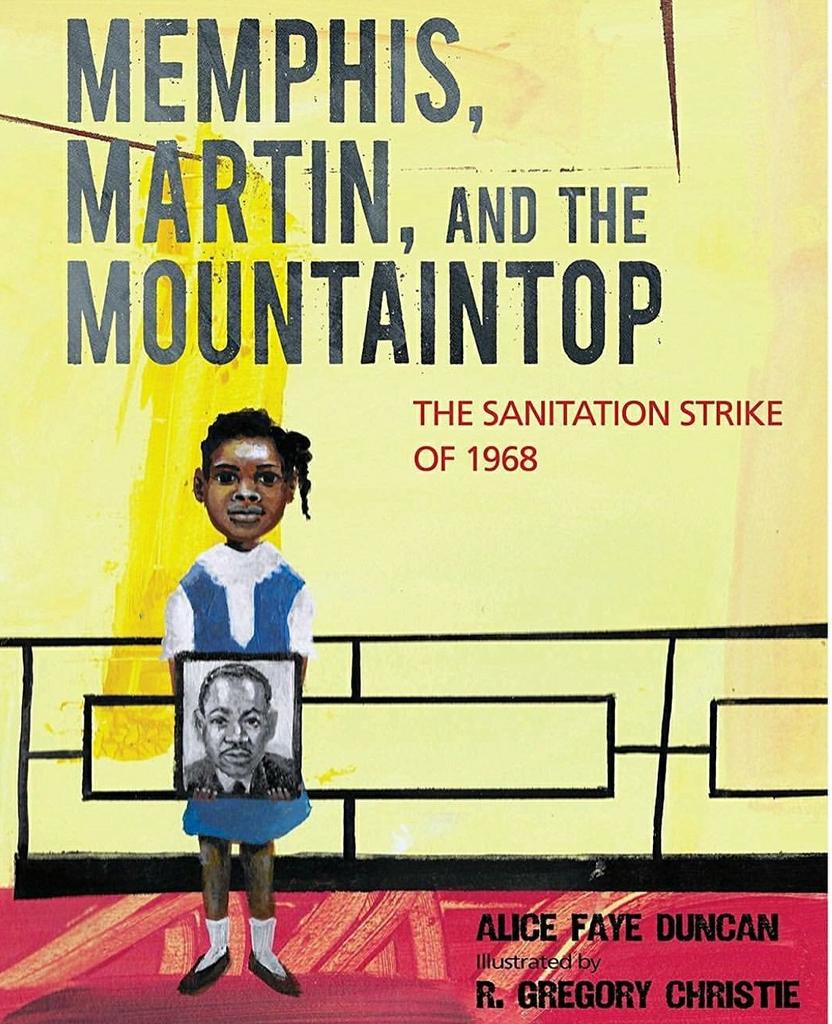 MEMPHIS,
MARTIN, AND THE
MOUNTAINTOP
THE SANITATION STRIKE
OF 1968
ALICE FAYE DUNCAN
Illustrated by
R. GREGORY CHRISTIE